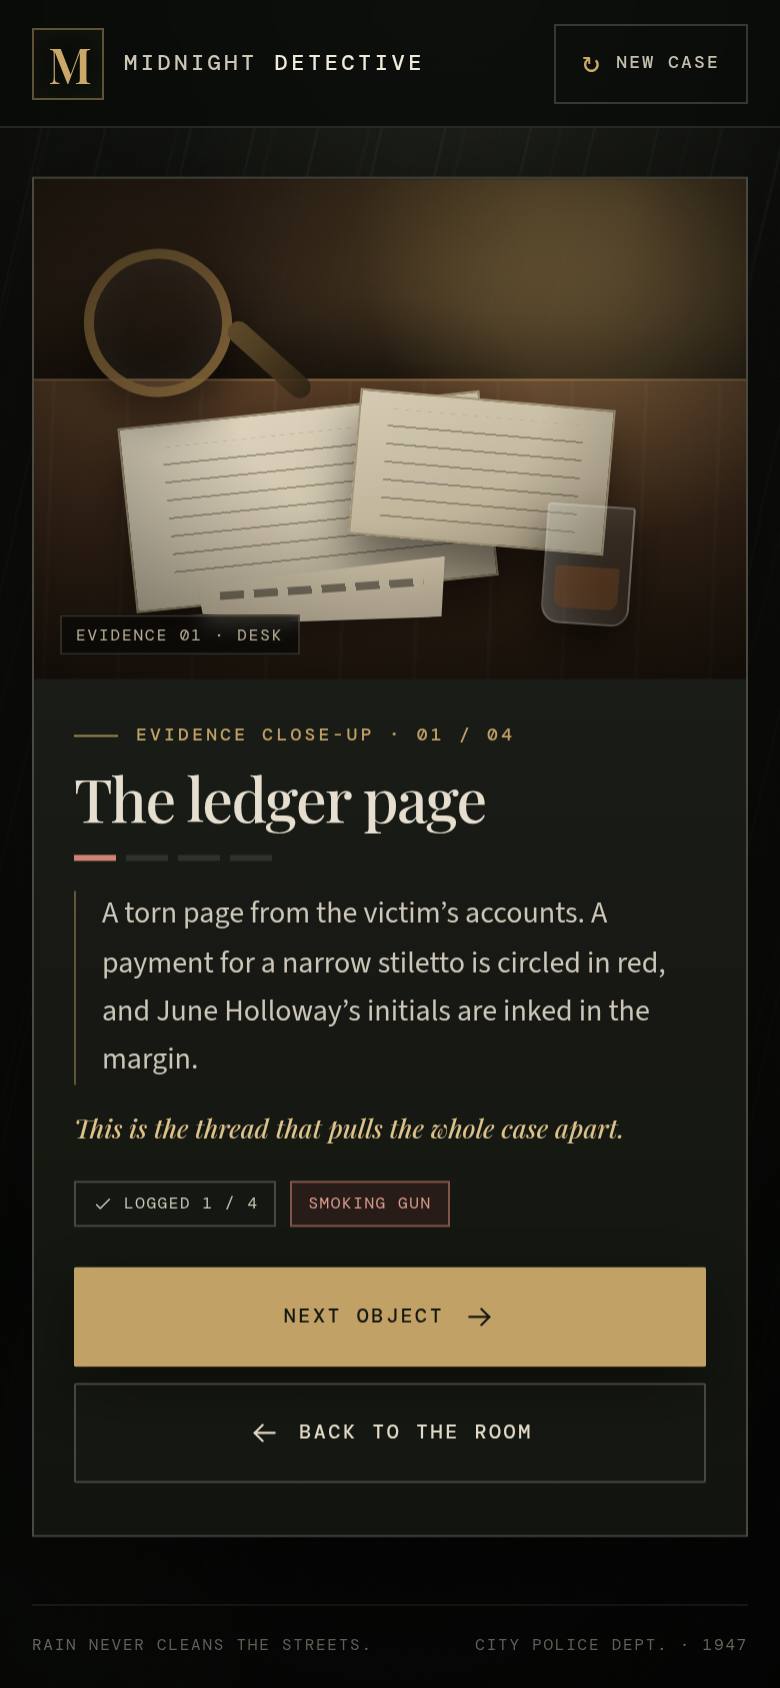 M MIDNIGHT DETECTIVE
↻ NEW CASE
EVIDENCE 01 · DESK
EVIDENCE CLOSE-UP · 01 / 04
The ledger page
A torn page from the victim’s accounts. A
payment for a narrow stiletto is circled in red,
and June Holloway’s initials are inked in the
margin.
This is the thread that pulls the whole case apart.
✓ LOGGED 1 / 4
SMOKING GUN
NEXT OBJECT →
← BACK TO THE ROOM
RAIN NEVER CLEANS THE STREETS.
CITY POLICE DEPT. · 1947